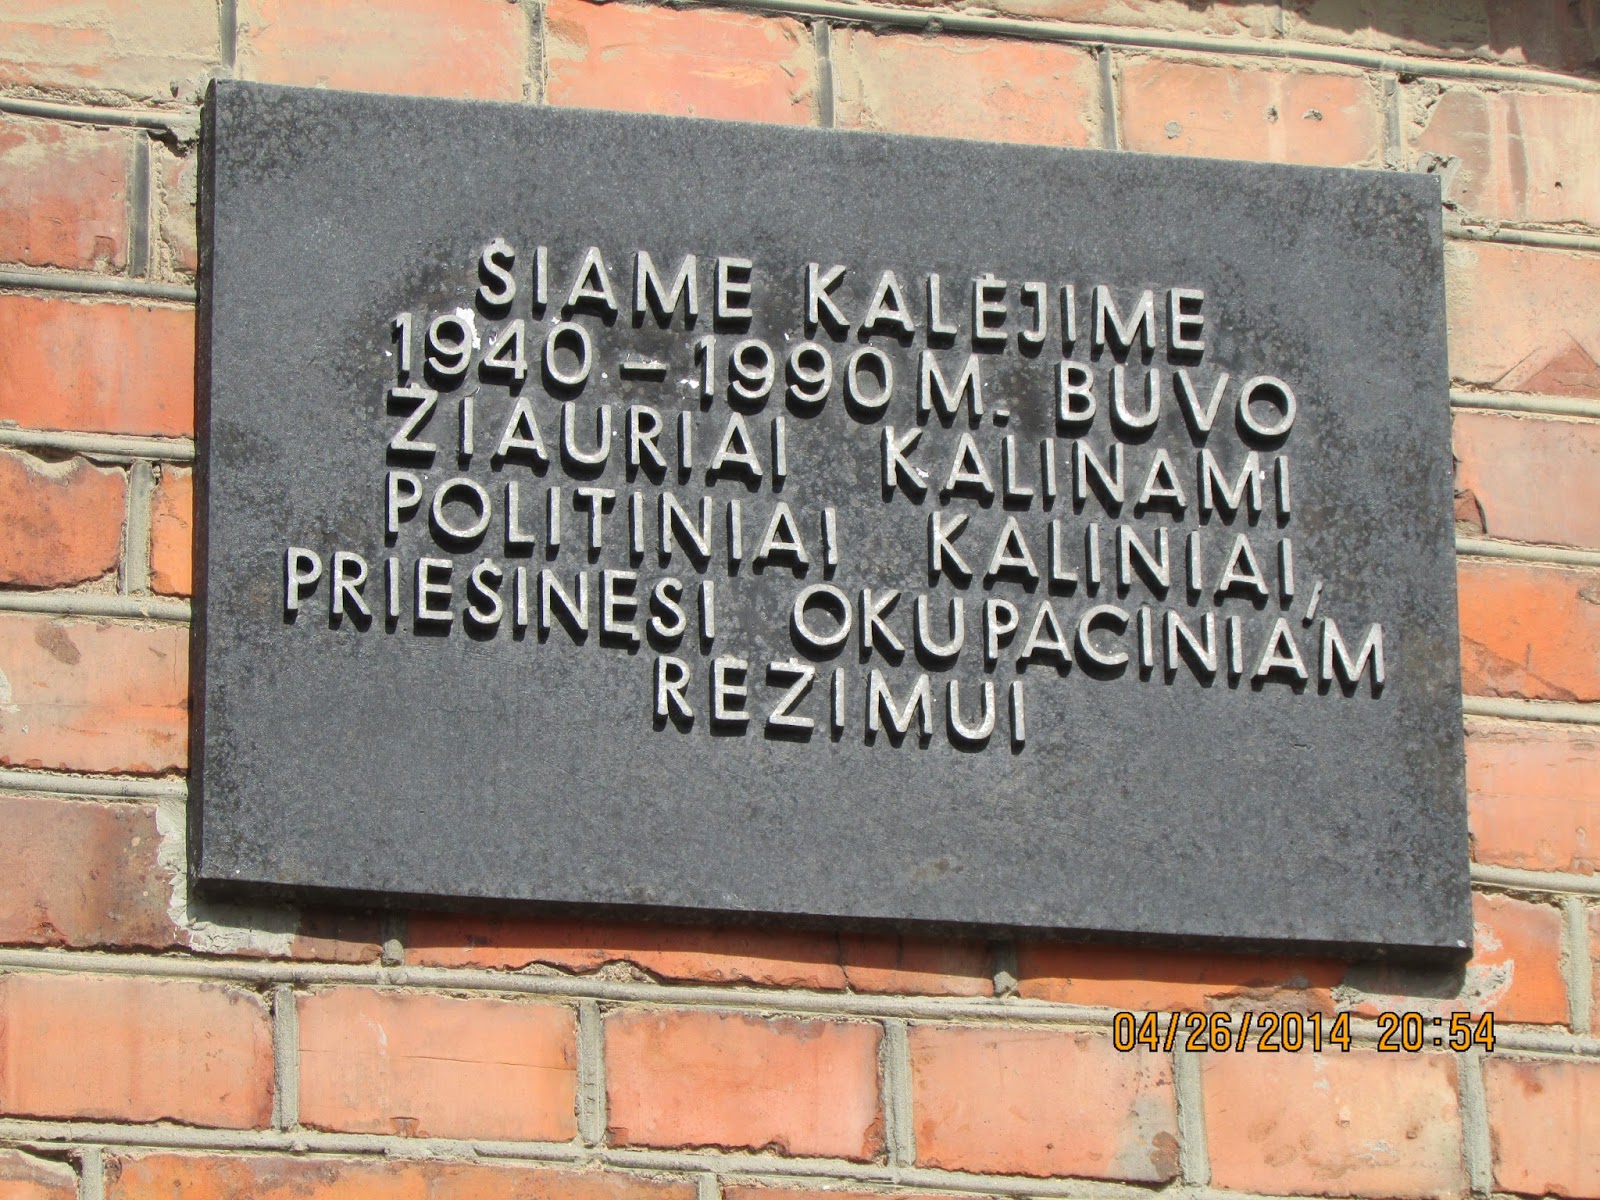 ŠIAME KALĖJIME
1940 – 1990 M. BUVO
ŽIAURIAI KALINAMI
POLITINIAI KALINIAI,
PRIEŠINĘSI OKUPACINIAM
REŽIMUI
04/26/2014 20:54